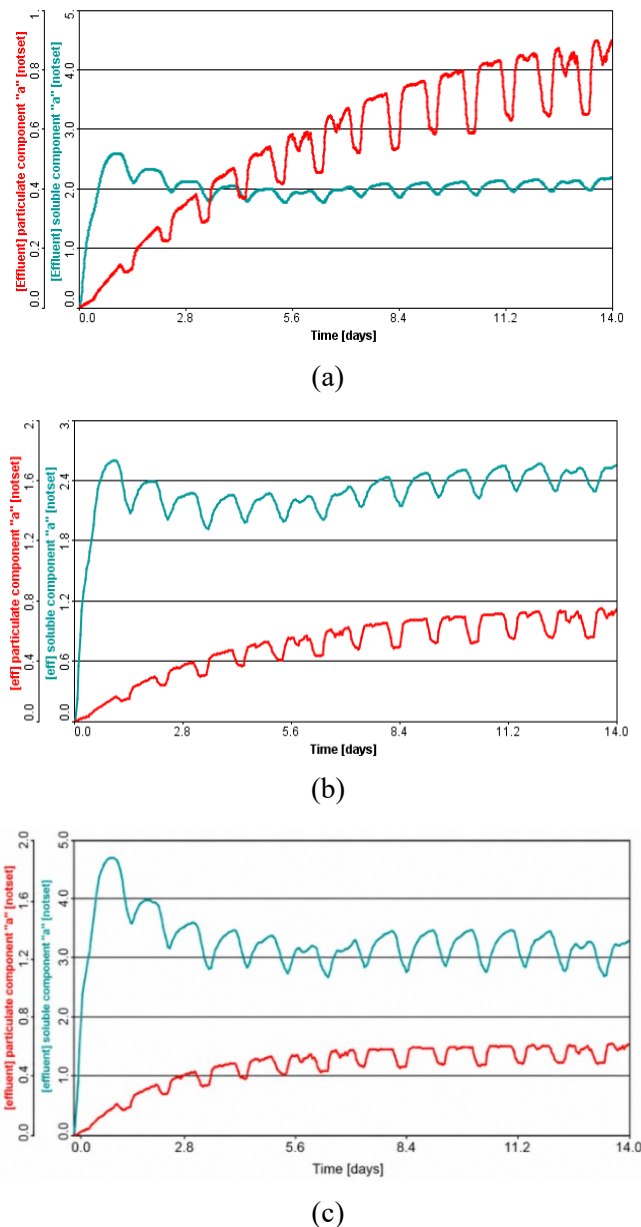 [Effluent] particulate component "a" [notset]
0.0 0.2 0.4 0.6 0.8 1.
[Effluent] soluble component "a" [notset]
0.0 1.0 2.0 3.0 4.0 5.
0.0 2.8 5.6 8.4 11.2 14.0
Time [days]
(a)
[eff] particulate component "a" [notset]
0.0 0.4 0.8 1.2 1.6 2.
[eff] soluble component "a" [notset]
0.0 0.6 1.2 1.8 2.4 3.
0.0 2.8 5.6 8.4 11.2 14.0
Time [days]
(b)
[effluent] particulate component "a" [notset]
0.0 0.4 0.8 1.2 1.6 2.0
[effluent] soluble component "a" [notset]
0.0 1.0 2.0 3.0 4.0 5.0
0.0 2.8 5.6 8.4 11.2 14.0
Time [days]
(c)